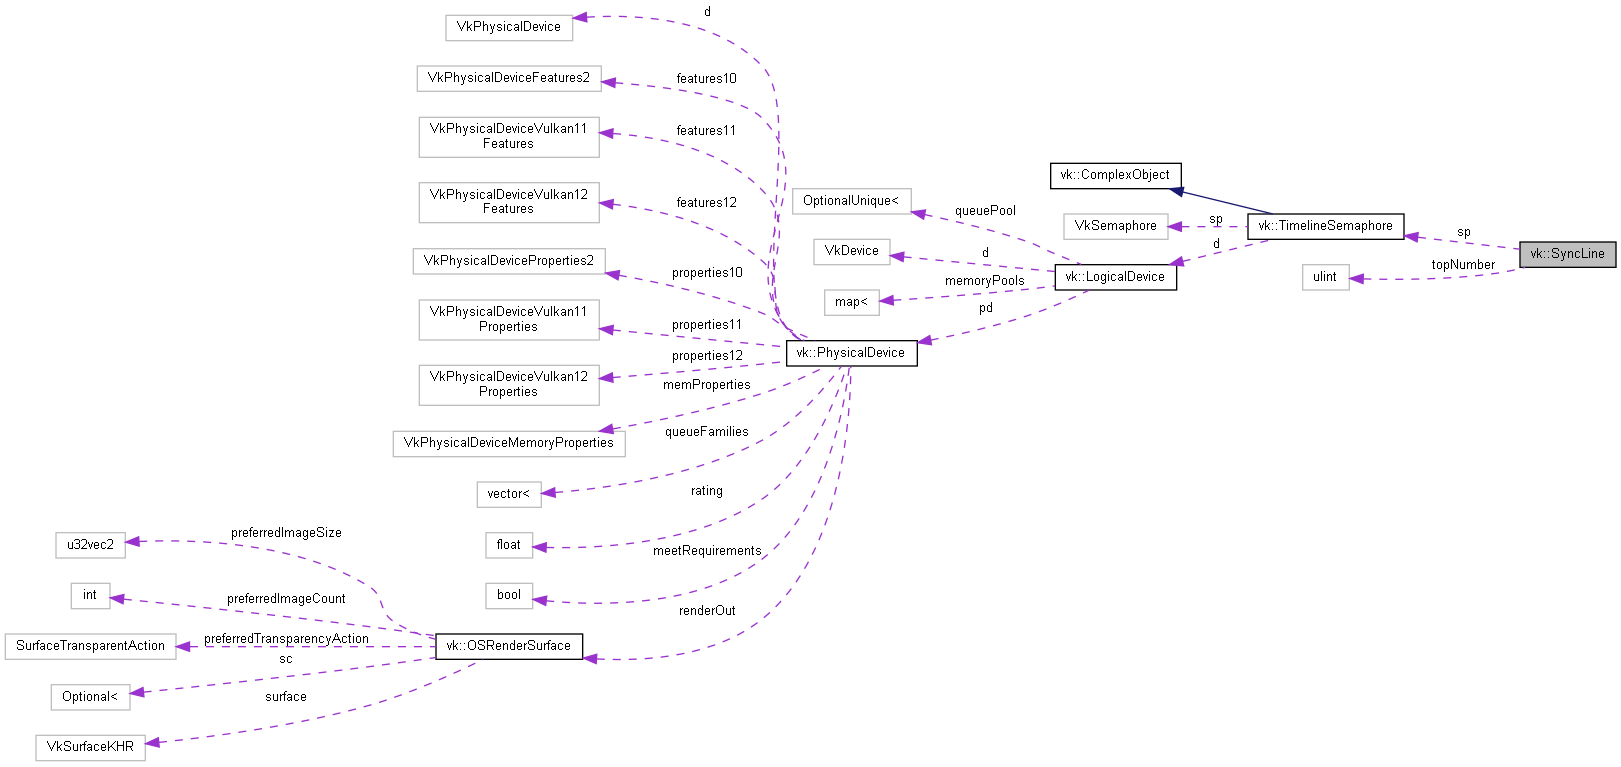 d
VkPhysicalDevice
features10
VkPhysicalDeviceFeatures2
features11
VkPhysicalDeviceVulkan11
Features
features12
VkPhysicalDeviceVulkan12
Features
VkPhysicalDeviceProperties2
properties10
VkPhysicalDeviceVulkan11
Properties
properties11
VkPhysicalDeviceVulkan12
Properties
properties12
memProperties
VkPhysicalDeviceMemoryProperties
queueFamilies
vector<
rating
float
meetRequirements
bool
renderOut
vk::ComplexObject
OptionalUnique<
queuePool
VkSemaphore
sp
vk::TimelineSemaphore
sp
vk::SyncLine
VkDevice
d
d
topNumber
ulint
vk::LogicalDevice
memoryPools
map<
pd
vk::PhysicalDevice
preferredImageSize
u32vec2
int
preferredImageCount
SurfaceTransparentAction
preferredTransparencyAction
vk::OSRenderSurface
sc
Optional<
surface
VkSurfaceKHR